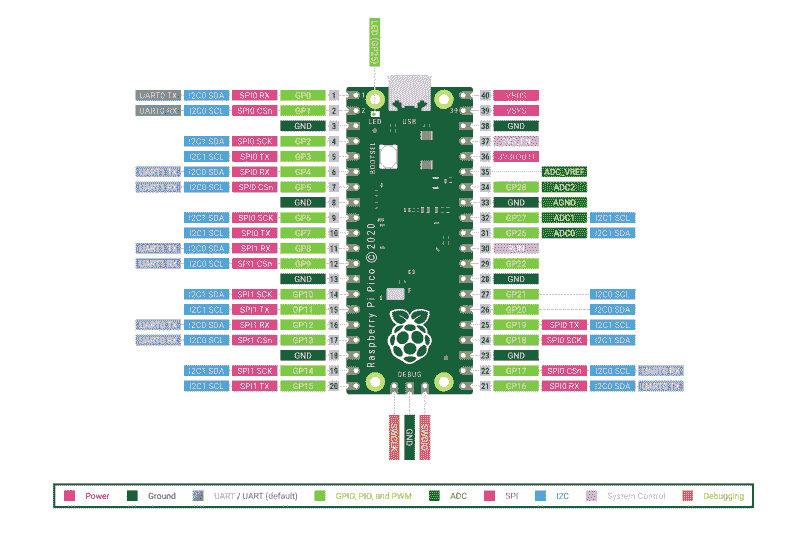 LED (GP25)
UART0 TX I2C0 SDA SPI0 RX GP0 1
UART0 RX I2C0 SCL SPI0 CSn GP1 2
GND 3
I2C1 SDA SPI0 SCK GP2 4
I2C1 SCL SPI0 TX GP3 5
UART1 TX I2C0 SDA SPI0 RX GP4 6
UART1 RX I2C0 SCL SPI0 CSn GP5 7
GND 8
I2C1 SDA SPI0 SCK GP6 9
I2C1 SCL SPI0 TX GP7 10
UART1 TX I2C0 SDA SPI1 RX GP8 11
UART1 RX I2C0 SCL SPI1 CSn GP9 12
GND 13
I2C1 SDA SPI1 SCK GP10 14
I2C1 SCL SPI1 TX GP11 15
UART0 TX I2C0 SDA SPI1 RX GP12 16
UART0 RX I2C0 SCL SPI1 CSn GP13 17
GND 18
I2C1 SDA SPI1 SCK GP14 19
I2C1 SCL SPI1 TX GP15 20
1
2
39
LED USB
BOOTSEL
Raspberry Pi Pico © 2020
DEBUG
40 VBUS
39 VSYS
38 GND
37
36 3V3(OUT)
35 ADC_VREF
34 GP28 ADC2
33 GND AGND
32 GP27 ADC1 I2C1 SCL
31 GP26 ADC0 I2C1 SDA
30 RUN
29 GP22
28 GND
27 GP21 I2C0 SCL
26 GP20 I2C0 SDA
25 GP19 SPI0 TX I2C1 SCL
24 GP18 SPI0 SCK I2C1 SDA
23 GND
22 GP17 SPI0 CSn I2C0 SCL UART0 RX
21 GP16 SPI0 RX I2C0 SDA UART0 TX
SWCLK
GND
SWDIO
Power Ground UART / UART (default) GPIO, PIO, and PWM ADC SPI I2C System Control Debugging